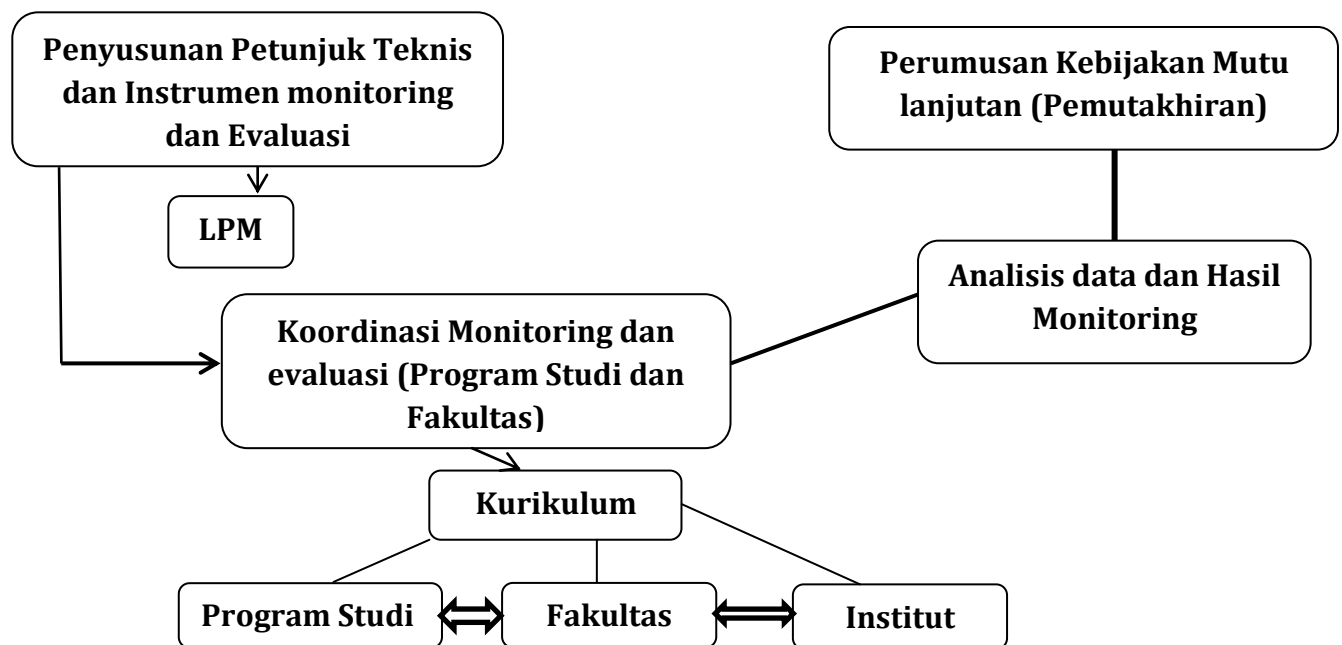 Penyusunan Petunjuk Teknis
dan Instrumen monitoring
dan Evaluasi
Perumusan Kebijakan Mutu
lanjutan (Pemutakhiran)
LPM
Analisis data dan Hasil
Monitoring
Koordinasi Monitoring dan
evaluasi (Program Studi dan
Fakultas)
Kurikulum
Program Studi
Fakultas
Institut